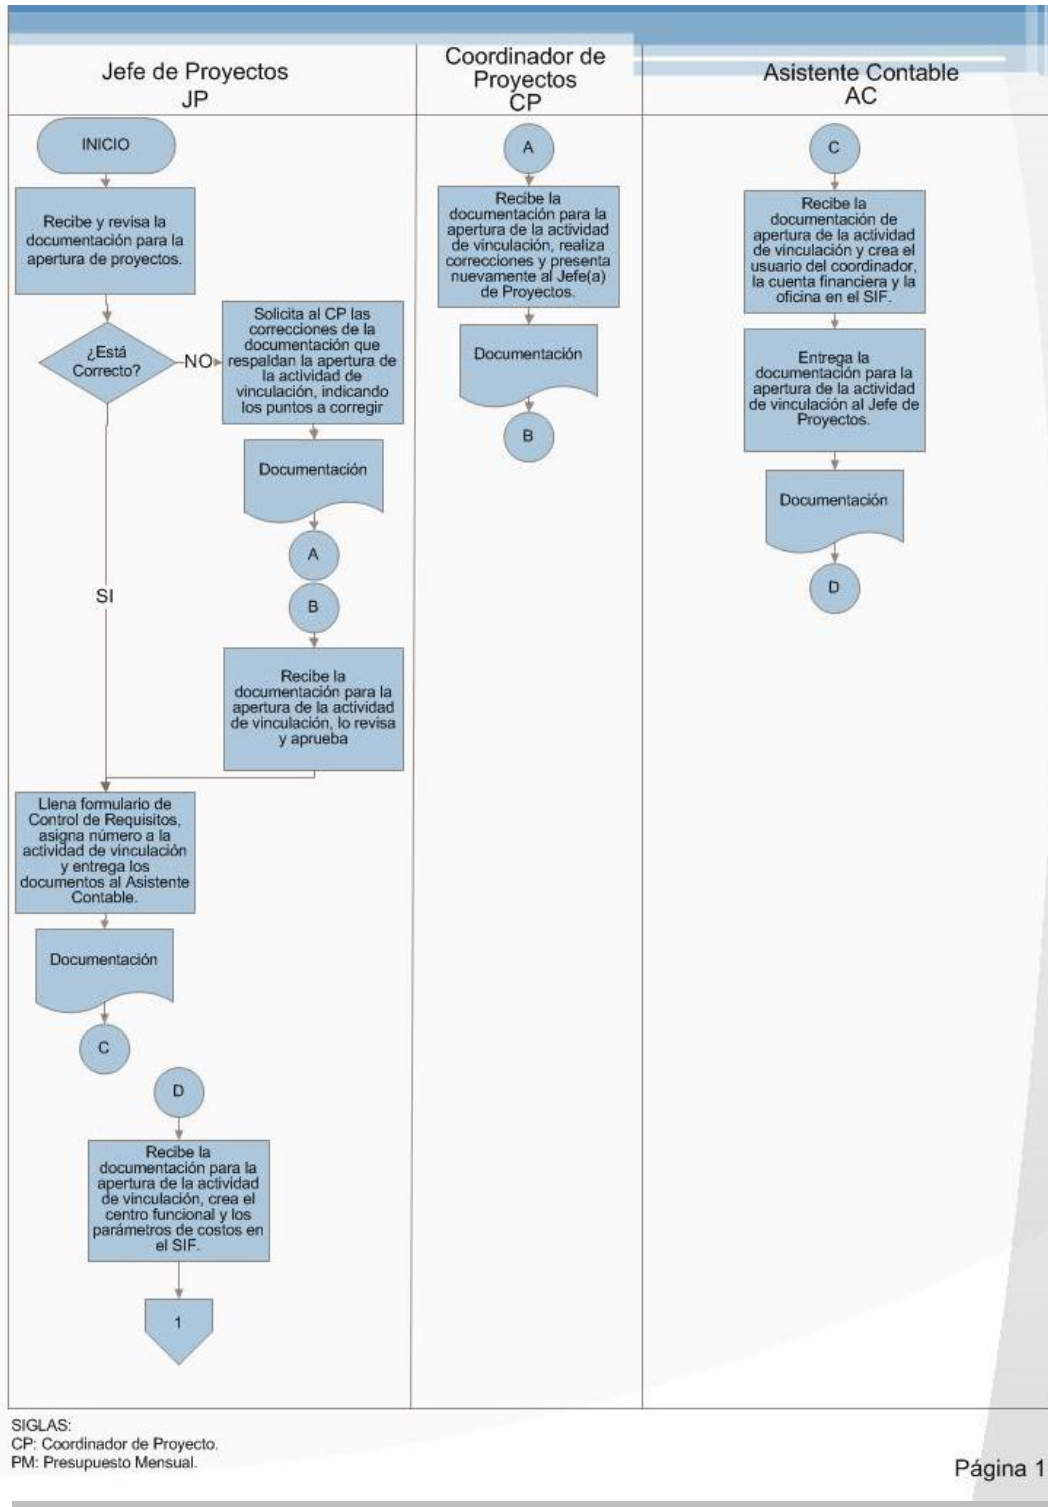 Jefe de Proyectos
JP
Coordinador de
Proyectos
CP
Asistente Contable
AC
INICIO
Recibe y revisa la
documentación para la
apertura de proyectos.
¿Está
Correcto?
NO
Solicita al CP las
correcciones de la
documentación que
respaldan la apertura de
la actividad de
vinculación, indicando
los puntos a corregir
Documentación
A
B
SI
Recibe la
documentación para la
apertura de la actividad
de vinculación, lo revisa
y aprueba
Llena formulario de
Control de Requisitos,
asigna número a la
actividad de vinculación
y entrega los
documentos al Asistente
Contable.
Documentación
C
D
Recibe la
documentación para la
apertura de la actividad
de vinculación, crea el
centro funcional y los
parámetros de costos en
el SIF.
1
A
Recibe la
documentación para la
apertura de la actividad
de vinculación, realiza
correcciones y presenta
nuevamente al Jefe(a)
de Proyectos.
Documentación
B
C
Recibe la
documentación de
apertura de la actividad
de vinculación y crea el
usuario del coordinador,
la cuenta financiera y la
oficina en el SIF.
Entrega la
documentación para la
apertura de la actividad
de vinculación al Jefe de
Proyectos.
Documentación
D
SIGLAS:
CP: Coordinador de Proyecto.
PM: Presupuesto Mensual.
Página 1